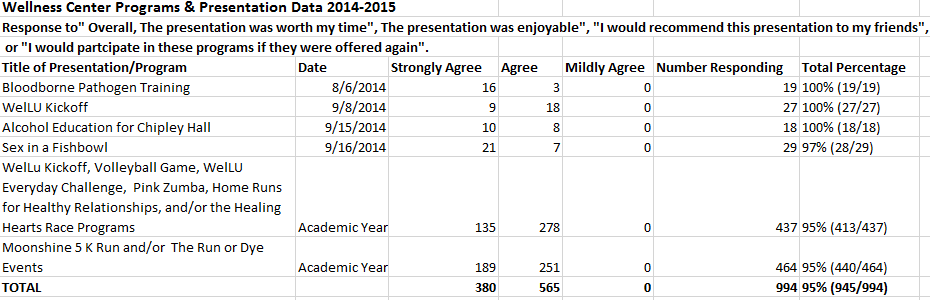 Wellness Center Programs & Presentation Data 2014-2015
Response to" Overall, The presentation was worth my time", The presentation was enjoyable", "I would recommend this presentation to my friends",
or "I would partcipate in these programs if they were offered again".
Title of Presentation/Program Date Strongly Agree Agree Mildly Agree Number Responding Total Percentage
Bloodborne Pathogen Training 8/6/2014 16 3 0 19 100% (19/19)
WelLU Kickoff 9/8/2014 9 18 0 27 100% (27/27)
Alcohol Education for Chipley Hall 9/15/2014 10 8 0 18 100% (18/18)
Sex in a Fishbowl 9/16/2014 21 7 0 29 97% (28/29)
WelLu Kickoff, Volleyball Game, WelLU
Everyday Challenge, Pink Zumba, Home Runs
for Healthy Relationships, and/or the Healing
Hearts Race Programs Academic Year 135 278 0 437 95% (413/437)
Moonshine 5 K Run and/or The Run or Dye
Events Academic Year 189 251 0 464 95% (440/464)
TOTAL 380 565 0 994 95% (945/994)